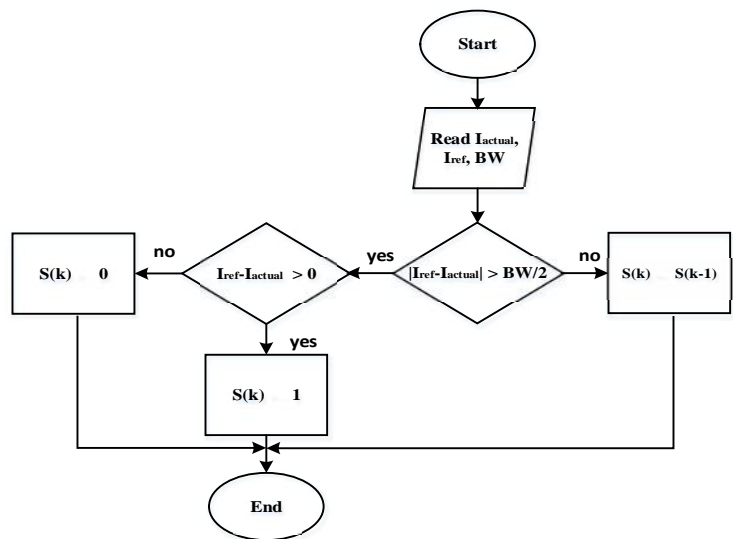 Start
Read Iactual,
Iref, BW
no
Iref-Iactual > 0
yes
|Iref-Iactual| > BW/2
no
S(k) 0
S(k) S(k-1)
yes
S(k) 1
End